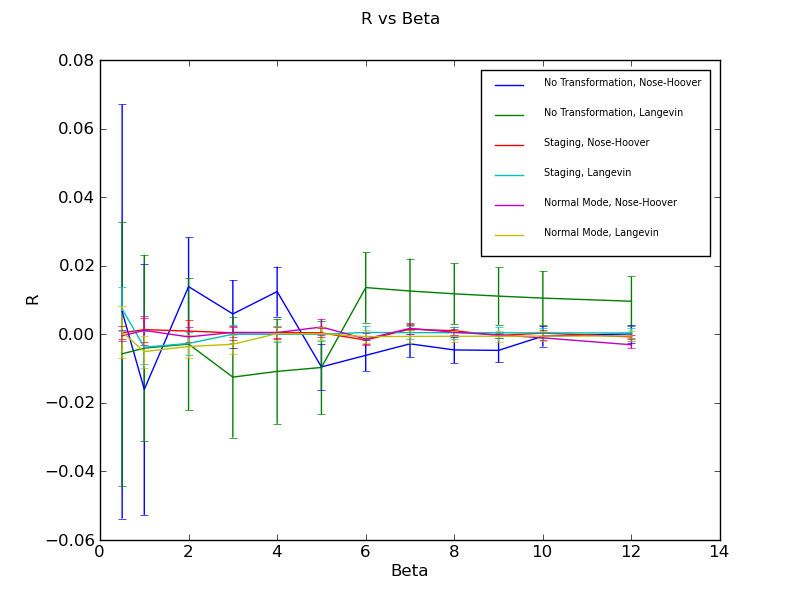 R vs Beta
0.08
0.06
0.04
0.02
0.00
−0.02
−0.04
−0.06
R
No Transformation, Nose-Hoover
No Transformation, Langevin
Staging, Nose-Hoover
Staging, Langevin
Normal Mode, Nose-Hoover
Normal Mode, Langevin
0 2 4 6 8 10 12 14
Beta